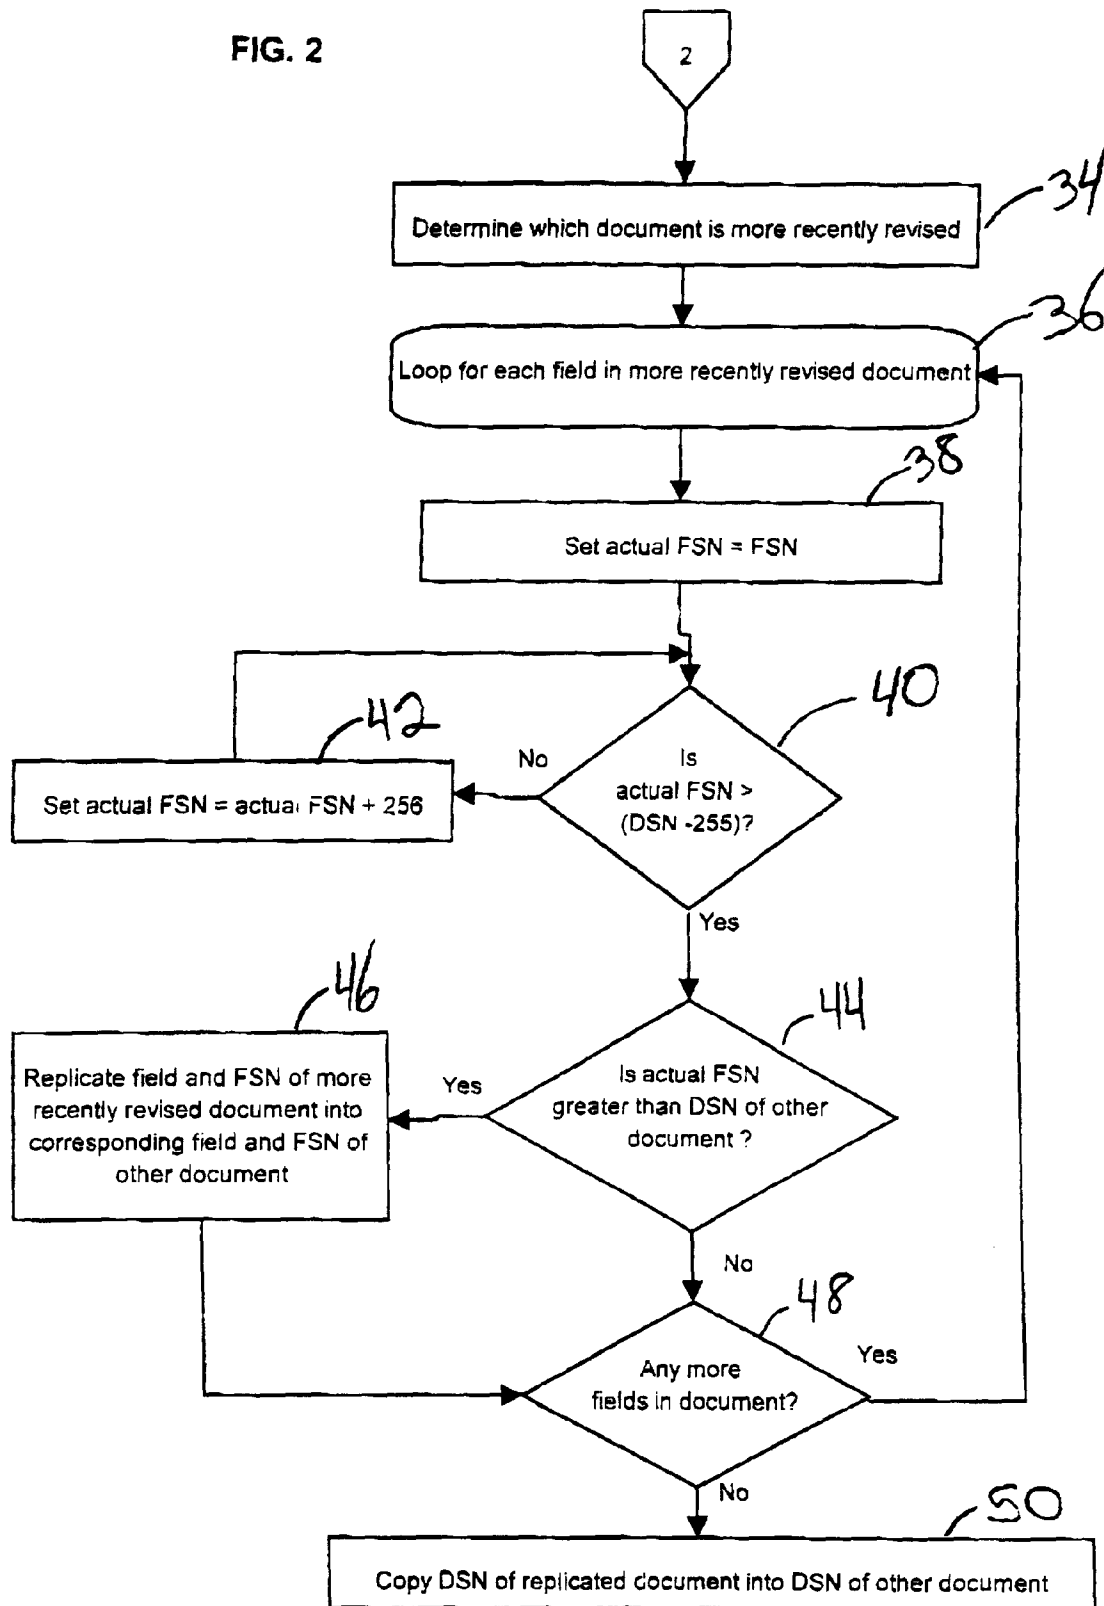 FIG. 2
2
34
Determine which document is more recently revised
36
Loop for each field in more recently revised document
38
Set actual FSN = FSN
40
42
No
Is
actual FSN >
(DSN -255)?
Set actual FSN = actual FSN + 256
Yes
46
44
Replicate field and FSN of more
recently revised document into
corresponding field and FSN of
other document
Yes
Is actual FSN
greater than DSN of other
document ?
No
48
Any more
fields in document?
Yes
No
50
Copy DSN of replicated document into DSN of other document